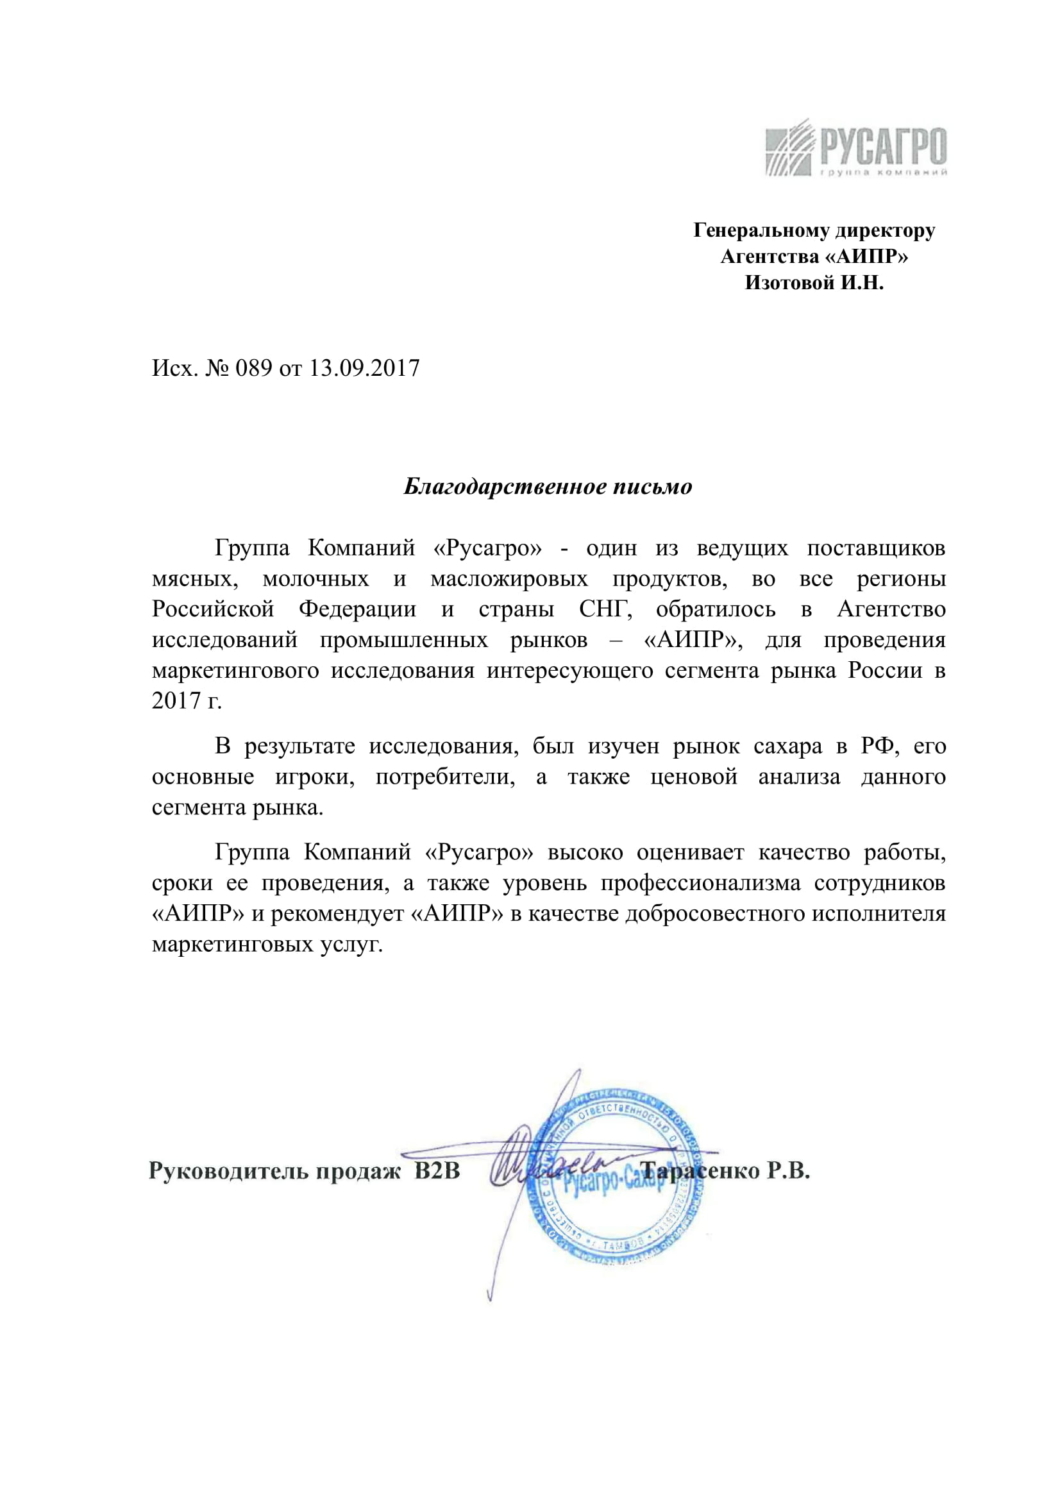 РУСАГРО
группа компаний
Генеральному директору
Агентства «АИПР»
Изотовой И.Н.
Исх. № 089 от 13.09.2017
Благодарственное письмо
Группа Компаний «Русагро» - один из ведущих поставщиков
мясных, молочных и масложировых продуктов, во все регионы
Российской Федерации и страны СНГ, обратилось в Агентство
исследований промышленных рынков – «АИПР», для проведения
маркетингового исследования интересующего сегмента рынка России в
2017 г.
В результате исследования, был изучен рынок сахара в РФ, его
основные игроки, потребители, а также ценовой анализа данного
сегмента рынка.
Группа Компаний «Русагро» высоко оценивает качество работы,
сроки ее проведения, а также уровень профессионализма сотрудников
«АИПР» и рекомендует «АИПР» в качестве добросовестного исполнителя
маркетинговых услуг.
Руководитель продаж В2В Тарасенко Р.В.
ОТВЕТСТВЕННОСТЬЮ
"Русагро-Сахар"
г. ТАМБОВ